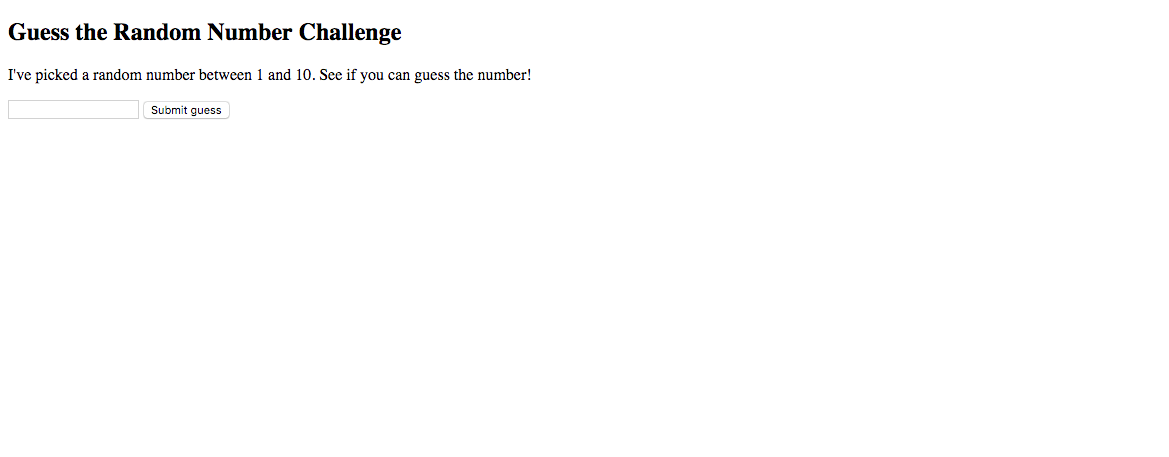 Guess the Random Number Challenge
I've picked a random number between 1 and 10. See if you can guess the number!
Submit guess